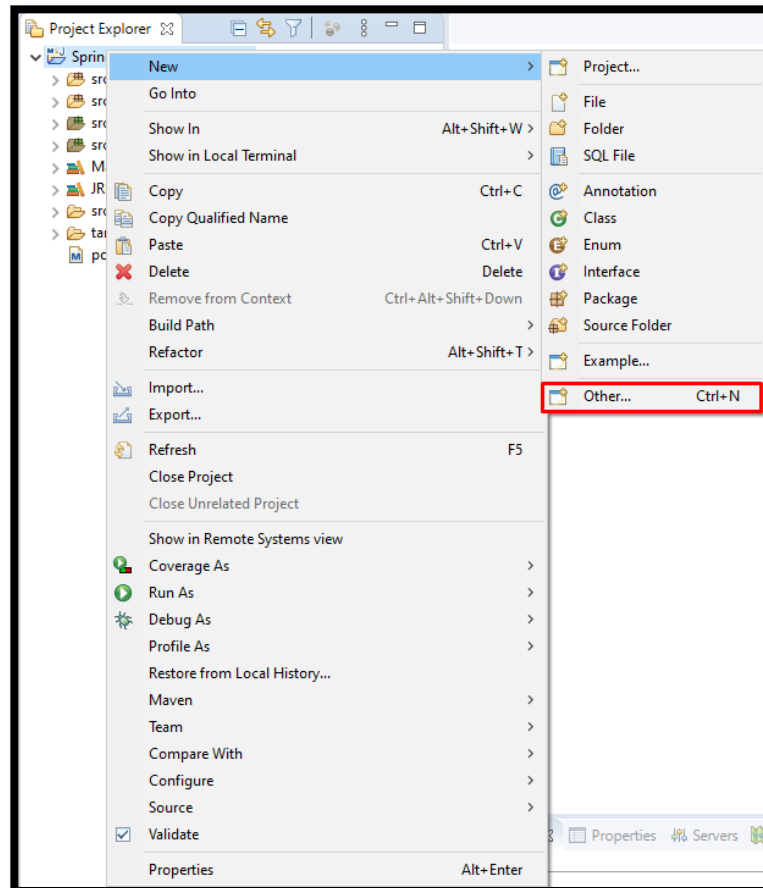 Project Explorer
Sprin
New
Go Into
Show In Alt+Shift+W >
Show in Local Terminal
Copy Ctrl+C
Copy Qualified Name
Paste Ctrl+V
Delete Delete
Remove from Context Ctrl+Alt+Shift+Down
Build Path
Refactor Alt+Shift+T >
Import...
Export...
Refresh F5
Close Project
Close Unrelated Project
Show in Remote Systems view
Coverage As
Run As
Debug As
Profile As
Restore from Local History...
Maven
Team
Compare With
Configure
Source
Validate
Properties Alt+Enter
Project...
File
Folder
SQL File
Annotation
Class
Enum
Interface
Package
Source Folder
Example...
Other... Ctrl+N
src
src
src
src
M
JR
src
tar
po
Properties Servers